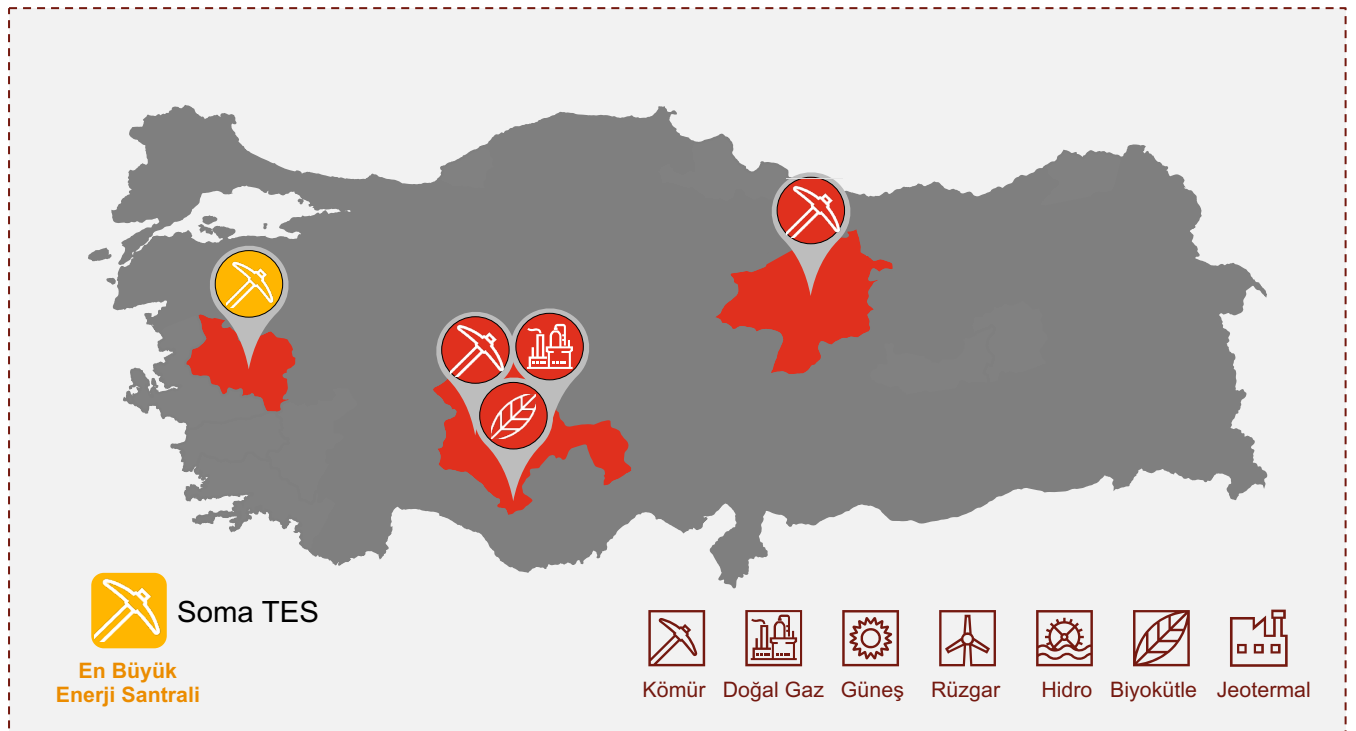 Soma TES
En Büyük
Enerji Santrali
Kömür
Doğal Gaz
Güneş
Rüzgar
Hidro
Biyokütle
Jeotermal